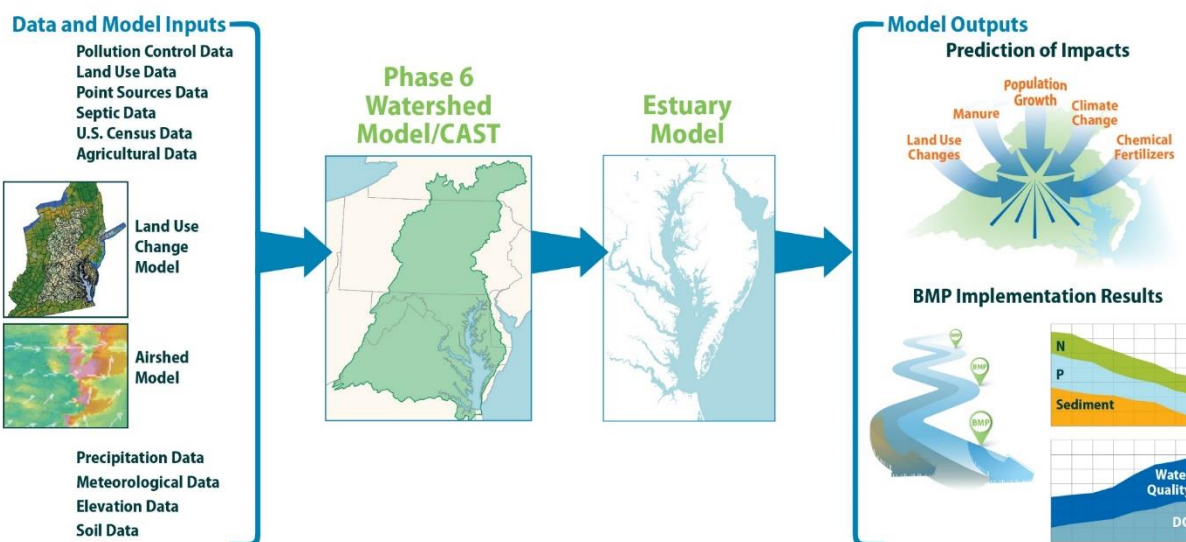 Data and Model Inputs
Pollution Control Data
Land Use Data
Point Sources Data
Septic Data
U.S. Census Data
Agricultural Data
Land Use
Change
Model
Airshed
Model
Precipitation Data
Meteorological Data
Elevation Data
Soil Data
Phase 6
Watershed
Model/CAST
Estuary
Model
Model Outputs
Prediction of Impacts
Population
Growth
Manure
Climate
Change
Land Use
Changes
Chemical
Fertilizers
BMP Implementation Results
BMP
BMP
BMP
N
P
Sediment
Water
Quality
DO